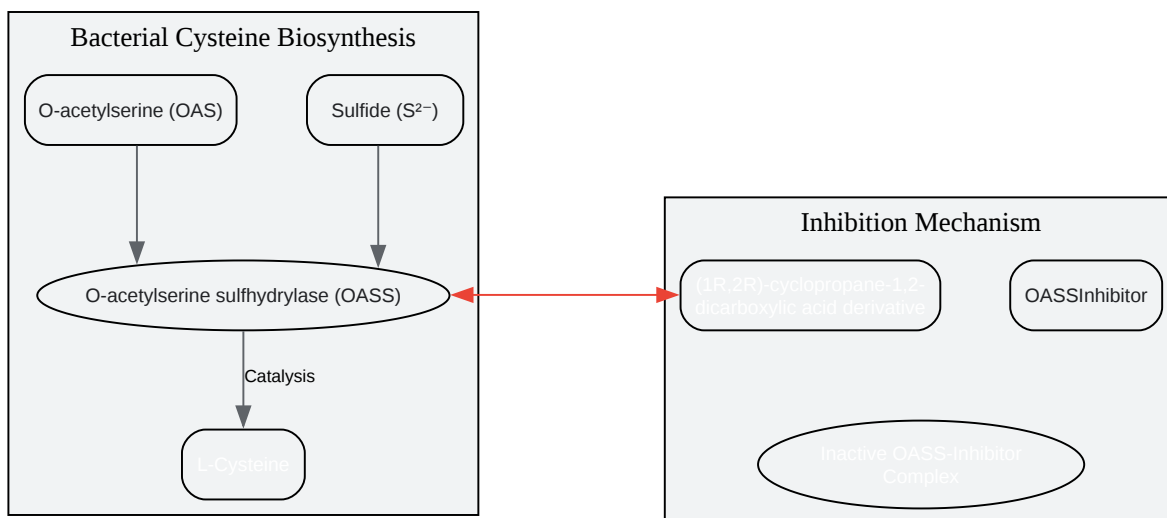 Bacterial Cysteine Biosynthesis
O-acetylserine (OAS)
Sulfide (S²⁻)
O-acetylserine sulfhydrylase (OASS)
Catalysis
L-Cysteine
Inhibition Mechanism
(1R,2R)-cyclopropane-1,2-
dicarboxylic acid derivative
OASSInhibitor
Inactive OASS-Inhibitor
Complex